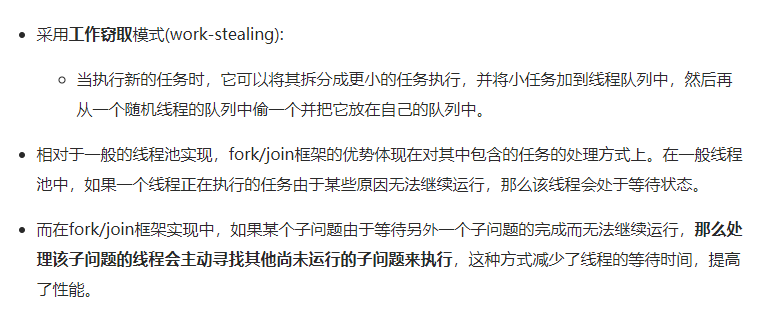 采用工作窃取模式(work-stealing):
当执行新的任务时，它可以将其拆分成更小的任务执行，并将小任务加到线程队列中，然后再
从一个随机线程的队列中偷一个并把它放在自己的队列中。
相对于一般的线程池实现，fork/join框架的优势体现在对其中包含的任务的处理方式上。在一般线程
池中，如果一个线程正在执行的任务由于某些原因无法继续运行，那么该线程会处于等待状态。
而在fork/join框架实现中，如果某个子问题由于等待另外一个子问题的完成而无法继续运行，那么处
理该子问题的线程会主动寻找其他尚未运行的子问题来执行，这种方式减少了线程的等待时间，提高
了性能。